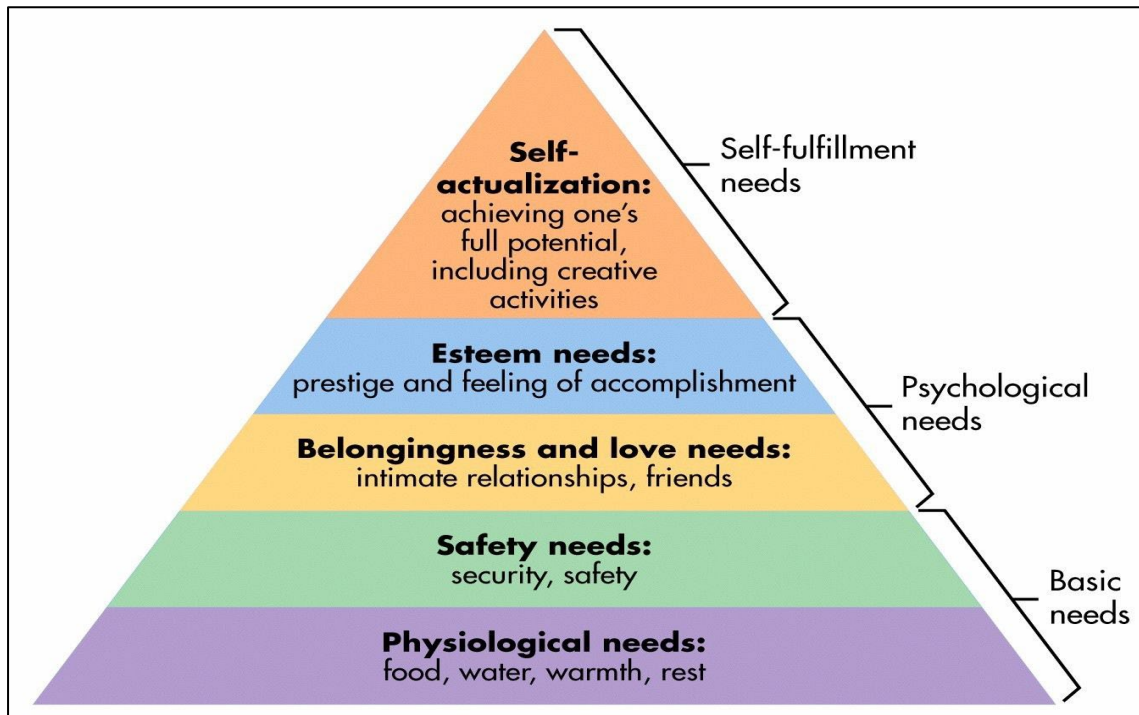 Self-
actualization:
achieving one's
full potential,
including creative
activities
Self-fulfillment
needs
Esteem needs:
prestige and feeling of accomplishment
Psychological
needs
Belongingness and love needs:
intimate relationships, friends
Safety needs:
security, safety
Basic
needs
Physiological needs:
food, water, warmth, rest